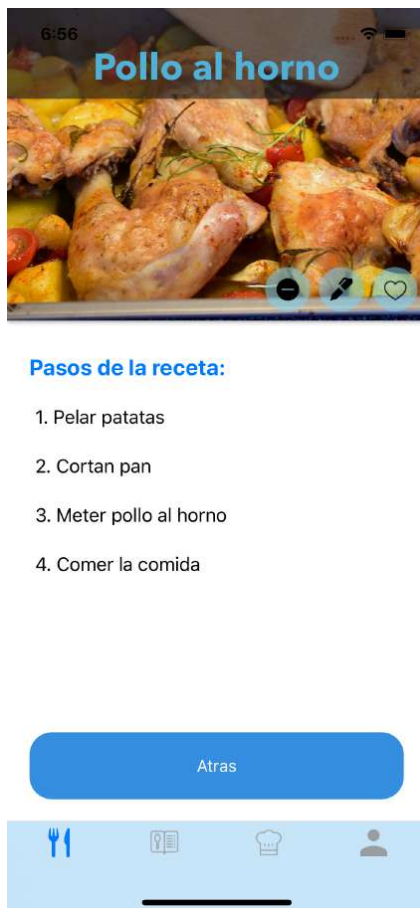 6:56
Pollo al horno
Pasos de la receta:
1. Pelar patatas
2. Cortan pan
3. Meter pollo al horno
4. Comer la comida
Atras